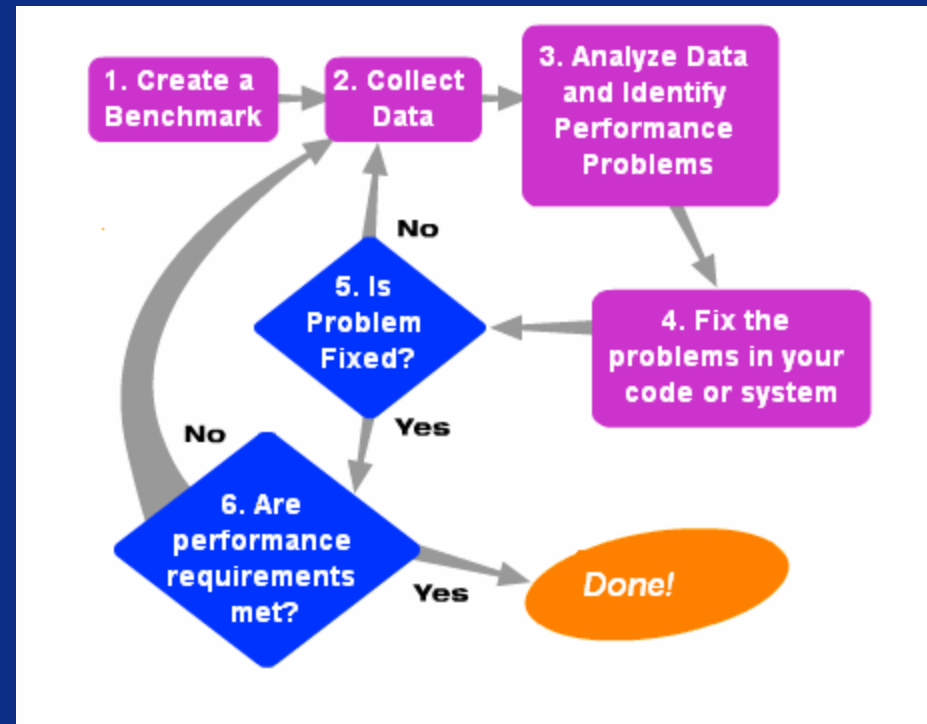 1. Create a
Benchmark
2. Collect
Data
3. Analyze Data
and Identify
Performance
Problems
4. Fix the
problems in your
code or system
5. Is
Problem
Fixed?
No
Yes
6. Are
performance
requirements
met?
No
Yes
Done!